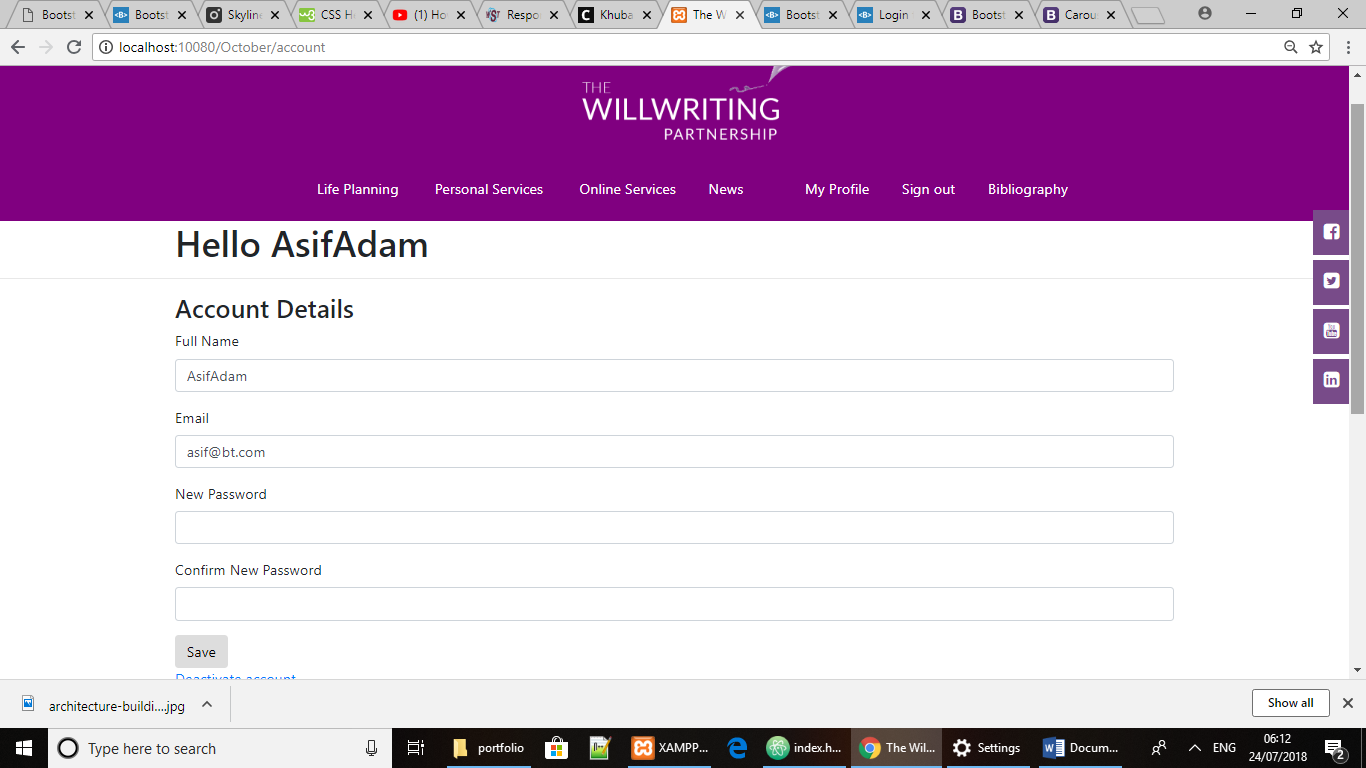 Bootst
Bootst
Skyline
CSS H
(1) Ho
Respo
Khuba
The W
Bootst
Login
Bootst
Carou
localhost:10080/October/account
THE
WILLWRITING
PARTNERSHIP
Life Planning Personal Services Online Services News My Profile Sign out Bibliography
Hello AsifAdam
Account Details
Full Name
AsifAdam
Email
asif@bt.com
New Password
Confirm New Password
Save
Deactivate account
architecture-buildi....jpg
Show all
Type here to search
portfolio
XAMPP...
index.h...
The Wil...
Settings
Docum...
ENG
06:12
24/07/2018
2